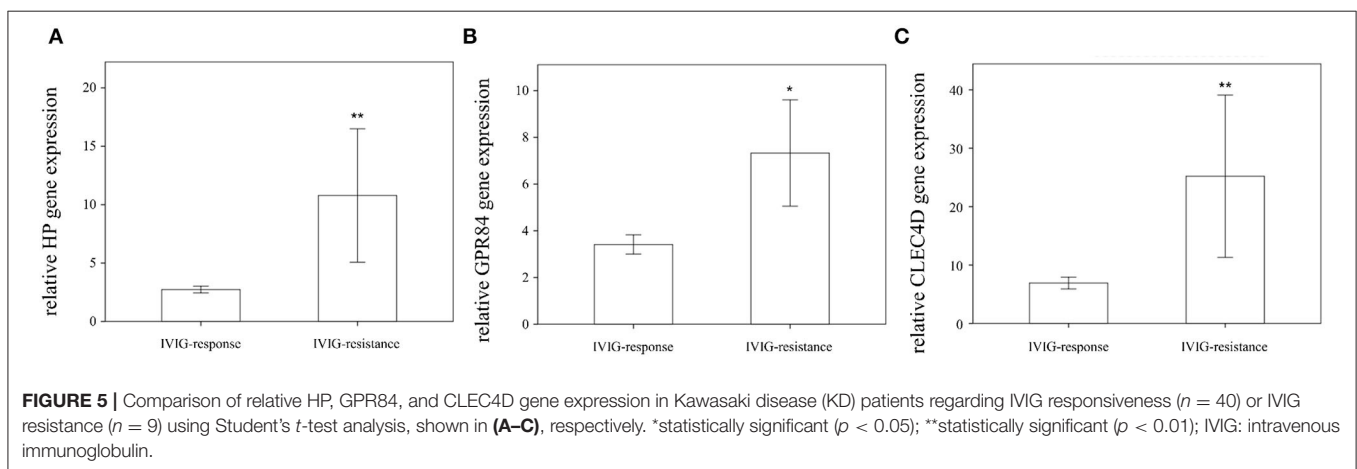 A
B
C
relative HP gene expression
20
15
10
5
0
**
IVIG-response
IVIG-resistance
relative GPR84 gene expression
10
8
6
4
2
0
*
IVIG-response
IVIG-resistance
relative CLEC4D gene expression
40
30
20
10
0
**
IVIG-response
IVIG-resistance
FIGURE 5 | Comparison of relative HP, GPR84, and CLEC4D gene expression in Kawasaki disease (KD) patients regarding IVIG responsiveness (n = 40) or IVIG
resistance (n = 9) using Student's t-test analysis, shown in (A–C), respectively. *statistically significant (p < 0.05); **statistically significant (p < 0.01); IVIG: intravenous
immunoglobulin.